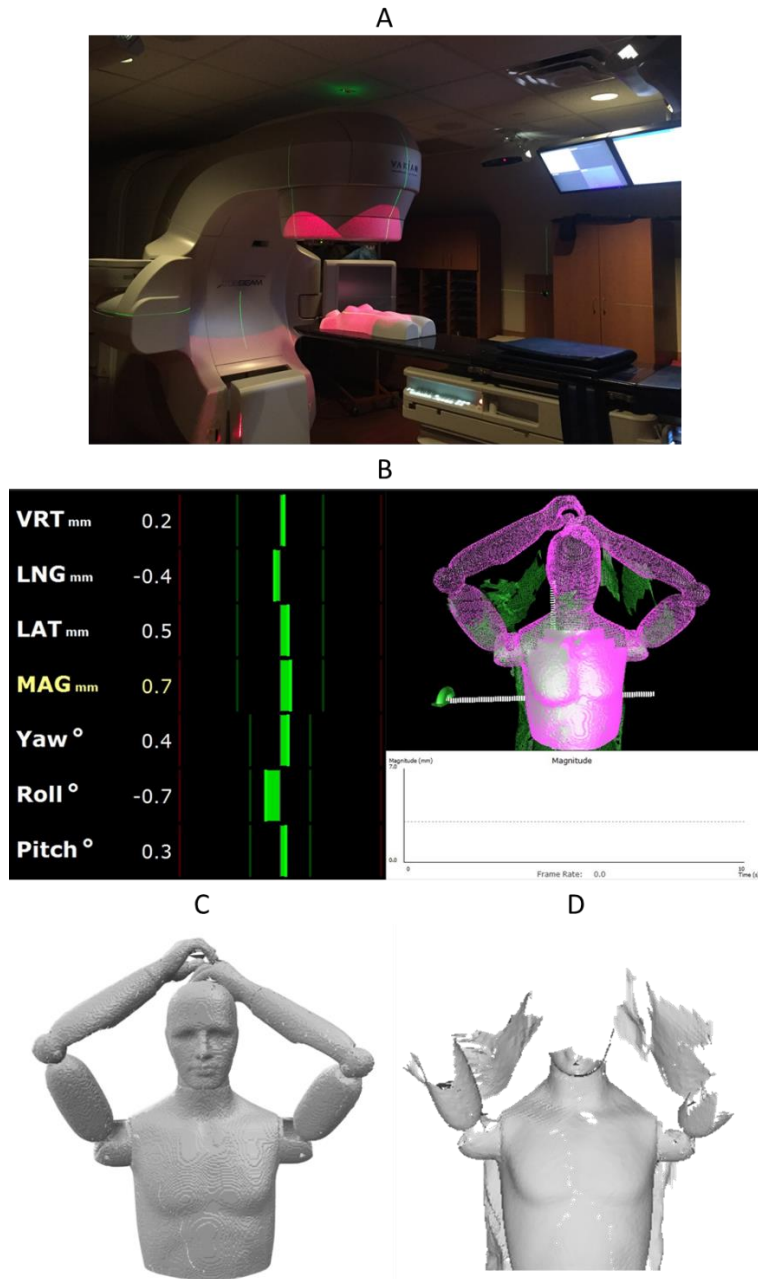 A
VARIAN
B
VRT mm 0.2
LNG mm -0.4
LAT mm 0.5
MAG mm 0.7
Yaw ° 0.4
Roll ° -0.7
Pitch ° 0.3
Magnitude (mm)
Magnitude
7.0
0.0
0
10
Time (s)
Frame Rate: 0.0
C
D